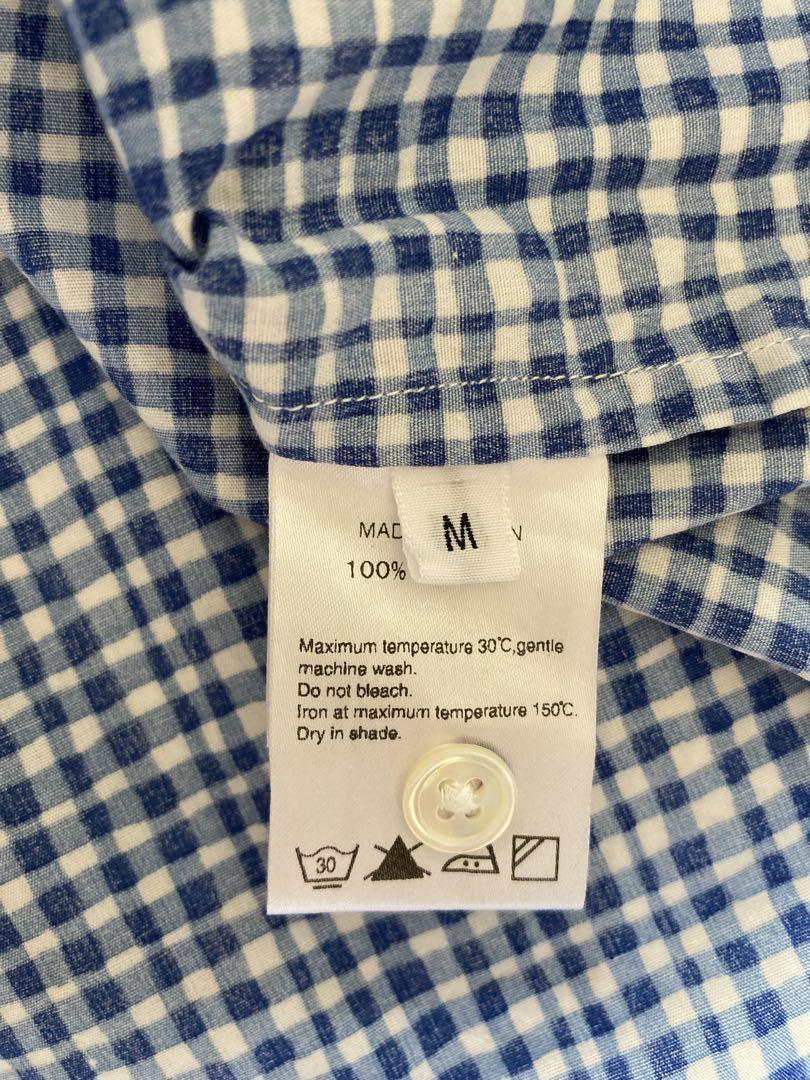 M
100%
Maximum temperature 30℃,gentle
machine wash.
Do not bleach.
Iron at maximum temperature 150℃.
Dry in shade.
30